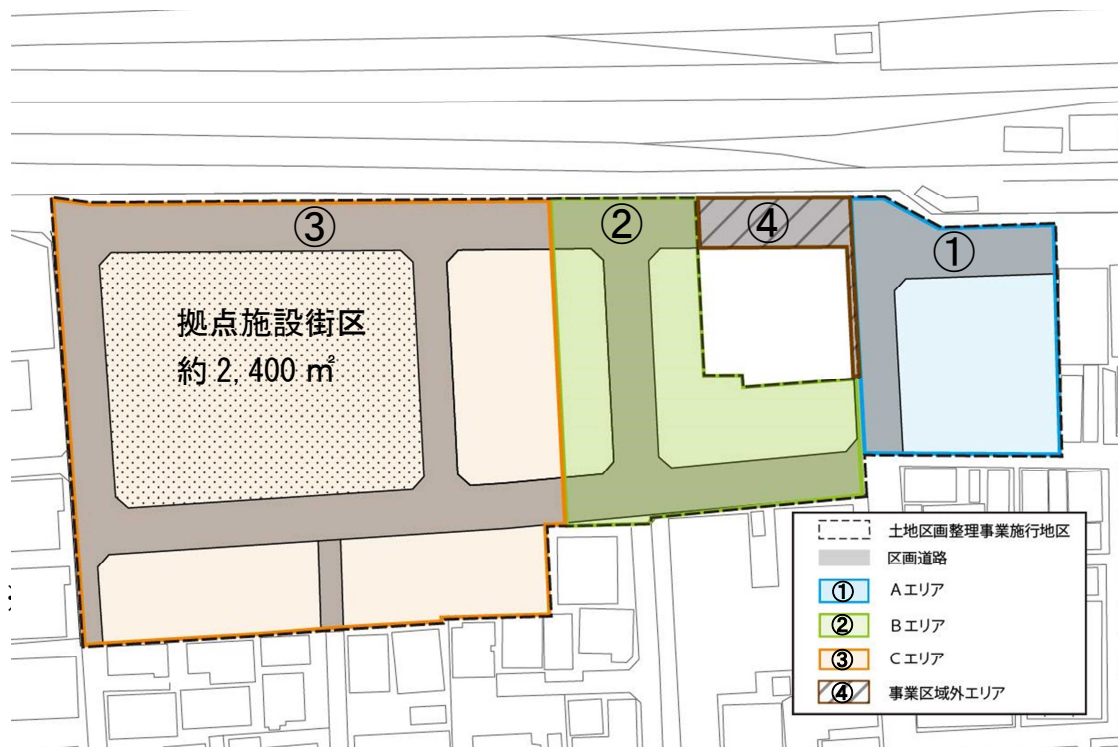 ③
②
④
①
拠点施設街区
約2,400㎡
土地区画整理事業施行地区
区画道路
① Aエリア
② Bエリア
③ Cエリア
④ 事業区域外エリア